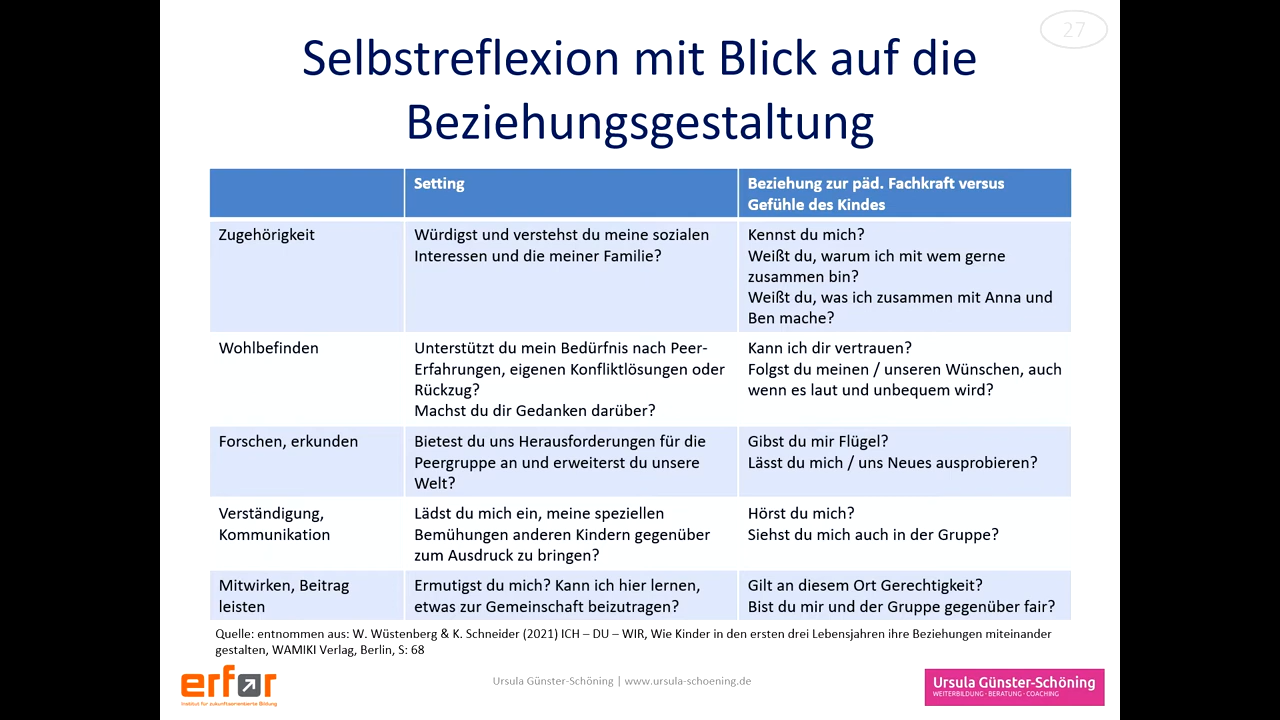 27
Selbstreflexion mit Blick auf die
Beziehungsgestaltung
Setting
Beziehung zur päd. Fachkraft versus
Gefühle des Kindes
Zugehörigkeit
Würdigst und verstehst du meine sozialen
Interessen und die meiner Familie?
Kennst du mich?
Weißt du, warum ich mit wem gerne
zusammen bin?
Weißt du, was ich zusammen mit Anna und
Ben mache?
Wohlbefinden
Unterstützt du mein Bedürfnis nach Peer-
Erfahrungen, eigenen Konfliktlösungen oder
Rückzug?
Machst du dir Gedanken darüber?
Kann ich dir vertrauen?
Folgst du meinen / unseren Wünschen, auch
wenn es laut und unbequem wird?
Forschen, erkunden
Bietest du uns Herausforderungen für die
Peergruppe an und erweiterst du unsere
Welt?
Gibst du mir Flügel?
Lässt du mich / uns Neues ausprobieren?
Verständigung,
Kommunikation
Lädst du mich ein, meine speziellen
Bemühungen anderen Kindern gegenüber
zum Ausdruck zu bringen?
Hörst du mich?
Siehst du mich auch in der Gruppe?
Mitwirken, Beitrag
leisten
Ermutigst du mich? Kann ich hier lernen,
etwas zur Gemeinschaft beizutragen?
Gilt an diesem Ort Gerechtigkeit?
Bist du mir und der Gruppe gegenüber fair?
Quelle: entnommen aus: W. Wüstenberg & K. Schneider (2021) ICH – DU – WIR, Wie Kinder in den ersten drei Lebensjahren ihre Beziehungen miteinander
gestalten, WAMIKI Verlag, Berlin, S: 68
erfor
Institut für zukunftsorientierte Bildung
Ursula Günster-Schöning | www.ursula-schoening.de
Ursula Günster-Schöning
WEITERBILDUNG · BERATUNG · COACHING